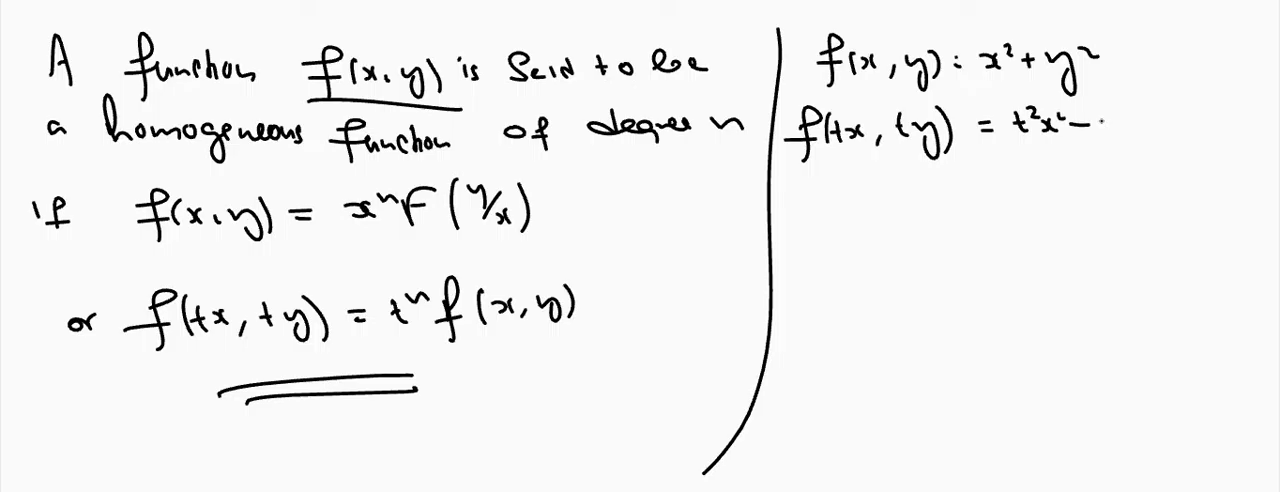 A function f(x, y) is said to be
a homogeneous function of degree n
if f(x, y) = xⁿF(y/x)
or f(tx, ty) = tⁿf(x, y)
f(x, y) : x² + y²
f(tx, ty) = t²x² -